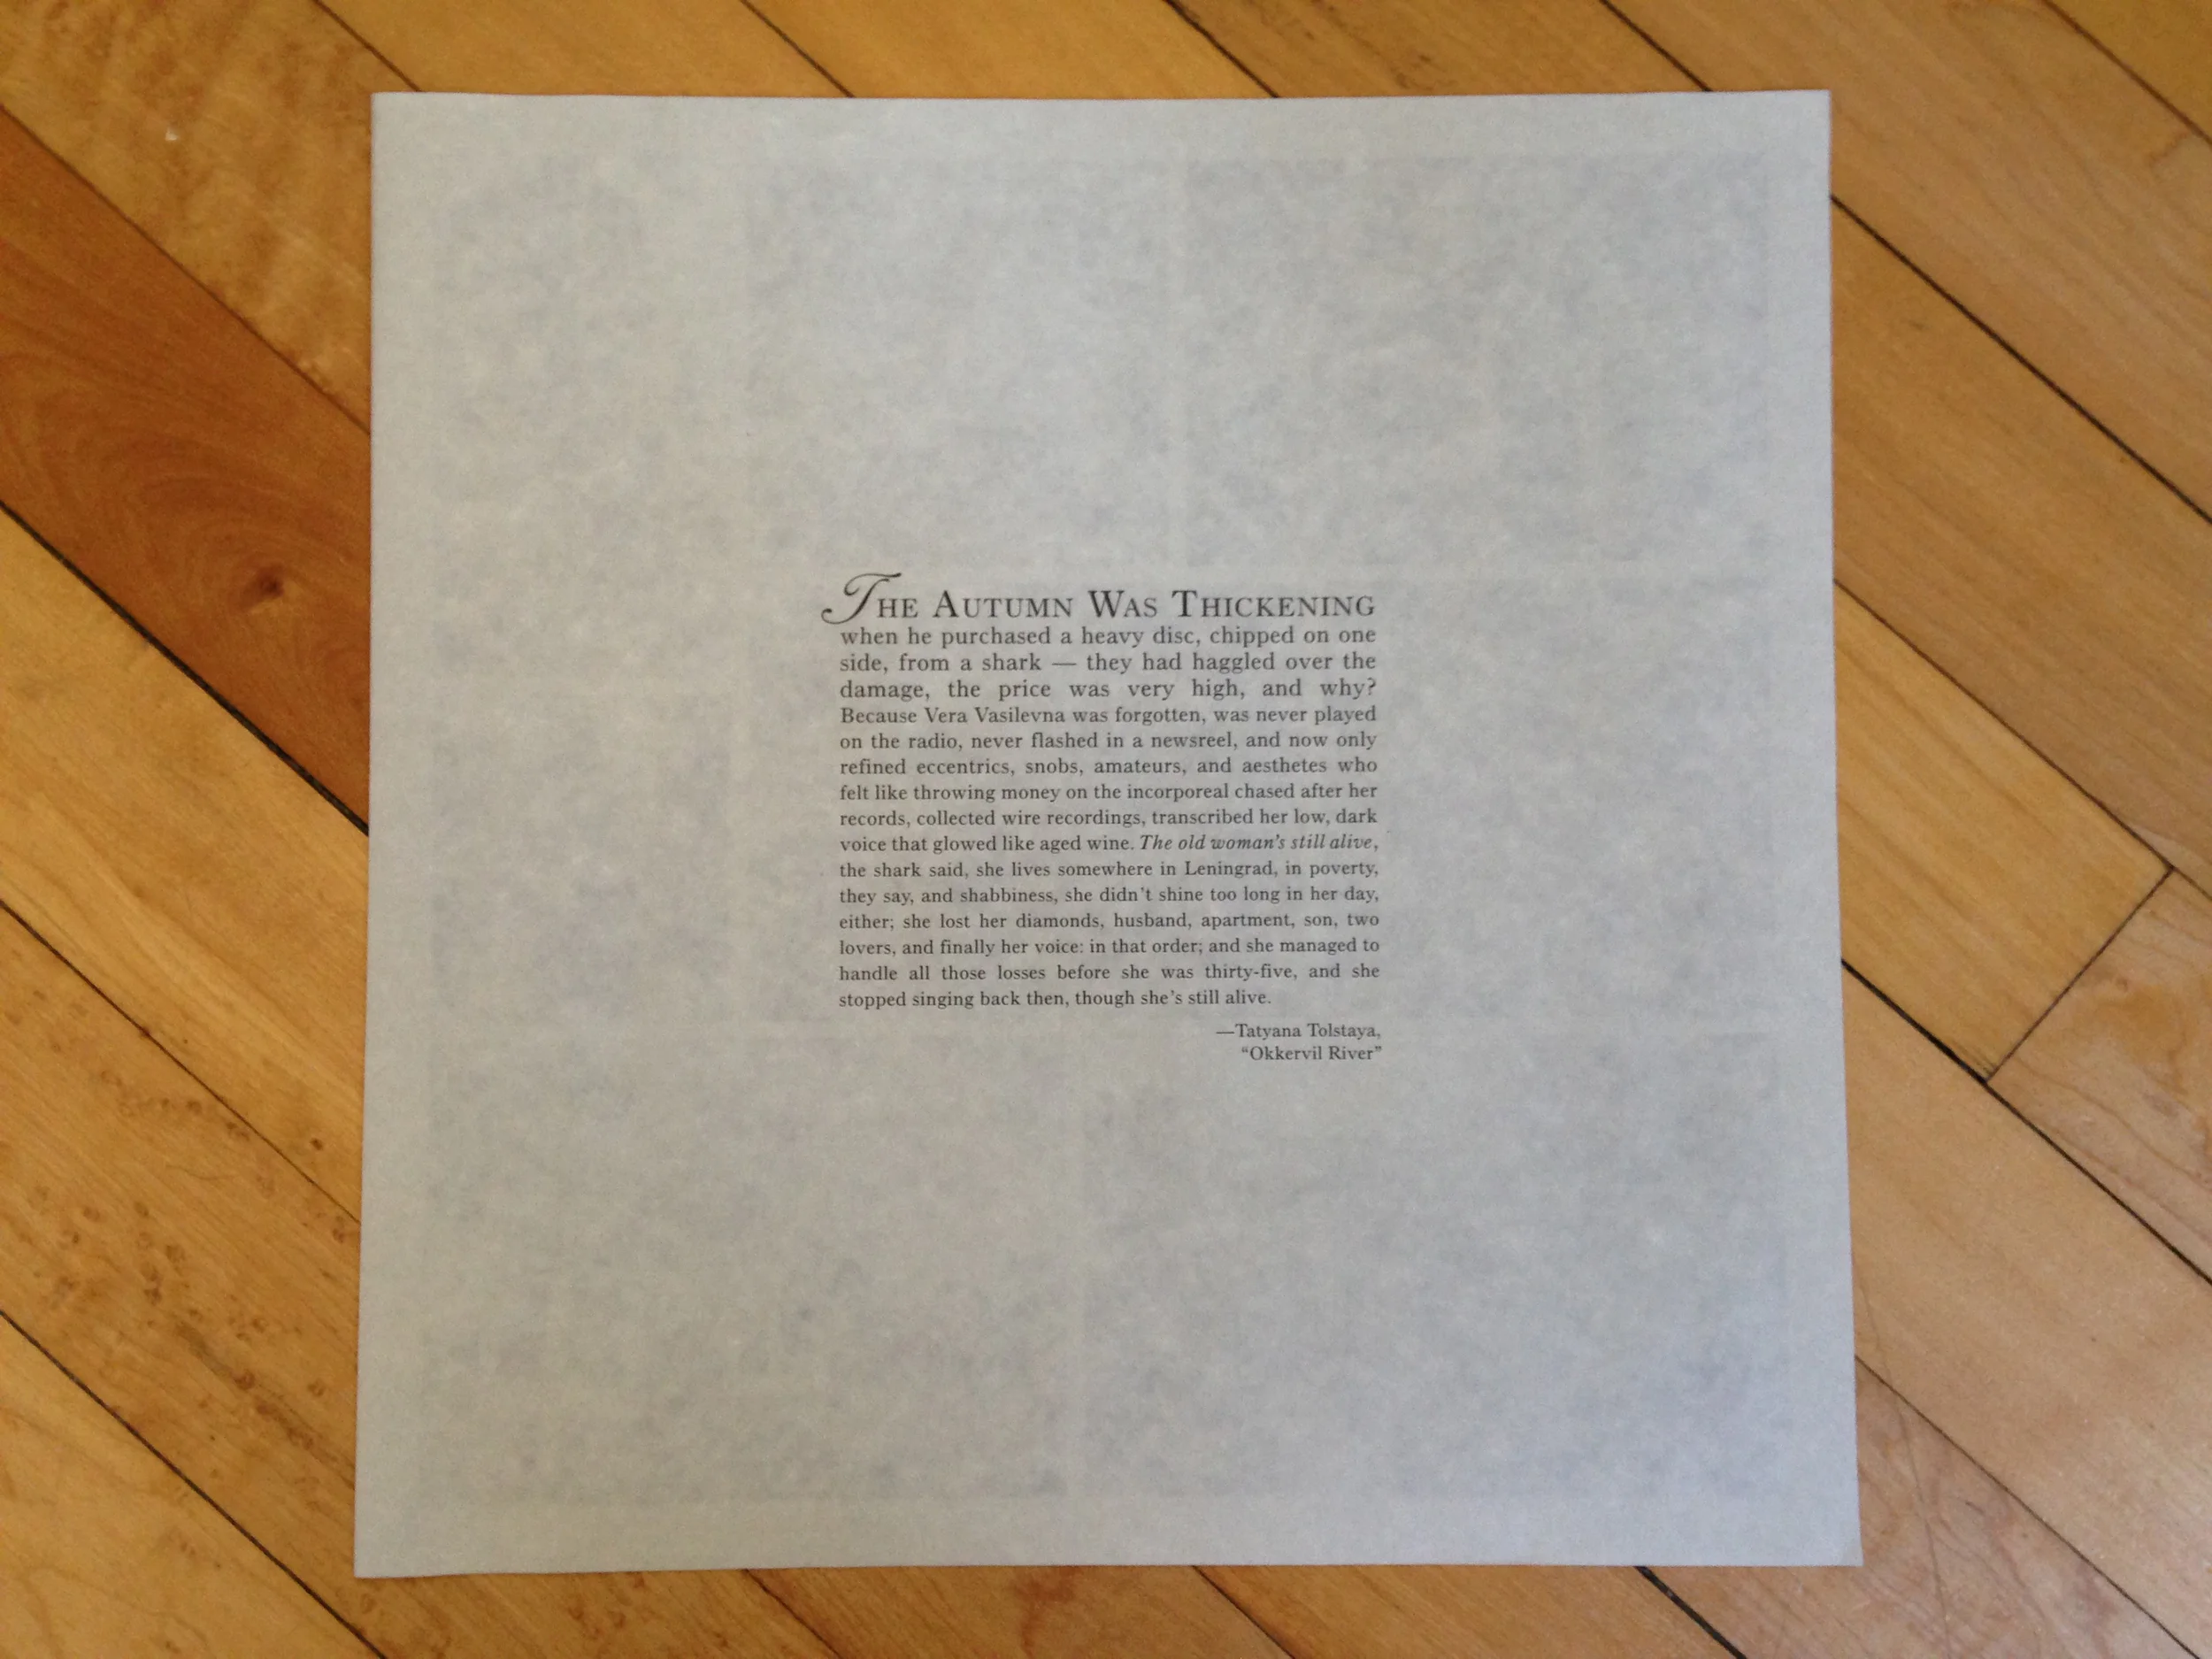 The Autumn Was Thickening
when he purchased a heavy disc, chipped on one
side, from a shark — they had haggled over the
damage, the price was very high, and why?
Because Vera Vasilevna was forgotten, was never played
on the radio, never flashed in a newsreel, and now only
refined eccentrics, snobs, amateurs, and aesthetes who
felt like throwing money on the incorporeal chased after her
records, collected wire recordings, transcribed her low, dark
voice that glowed like aged wine. The old woman's still alive,
the shark said, she lives somewhere in Leningrad, in poverty,
they say, and shabbiness, she didn't shine too long in her day,
either; she lost her diamonds, husband, apartment, son, two
lovers, and finally her voice: in that order; and she managed to
handle all those losses before she was thirty-five, and she
stopped singing back then, though she's still alive.
—Tatyana Tolstaya,
“Okkervil River”